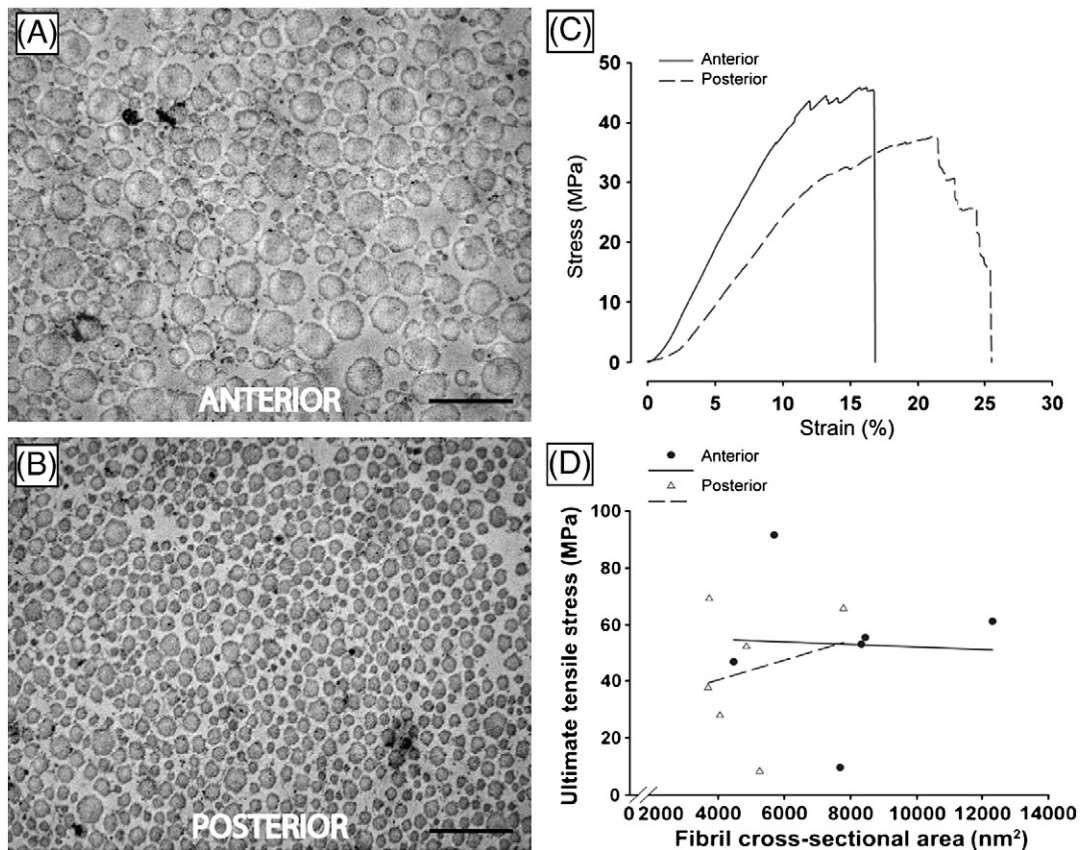 (A)
ANTERIOR
(B)
POSTERIOR
(C)
Anterior
Posterior
50
40
30
20
10
0
Stress (MPa)
0 5 10 15 20 25 30
Strain (%)
(D)
Anterior
Posterior
100
80
60
40
20
0
Ultimate tensile stress (MPa)
0 2000 4000 6000 8000 10000 12000 14000
Fibril cross-sectional area (nm²)